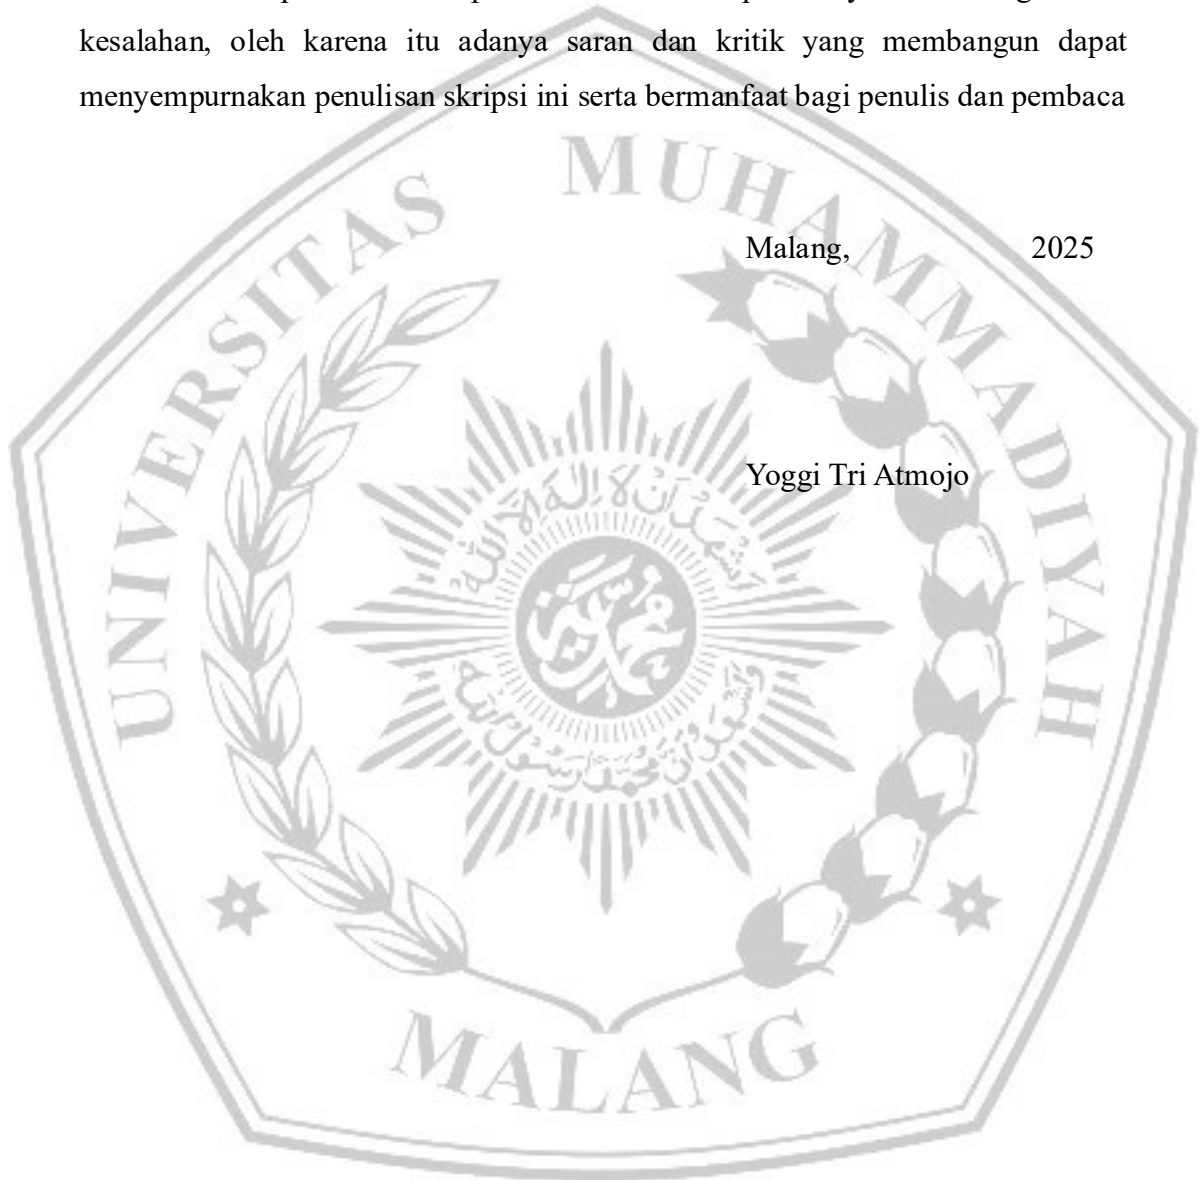 kesalahan, oleh karena itu adanya saran dan kritik yang membangun dapat
menyempurnakan penulisan skripsi ini serta bermanfaat bagi penulis dan pembaca
UNIVERSITAS MUHAMMADIYAH
Malang, 2025
Yoggi Tri Atmojo
MALANG